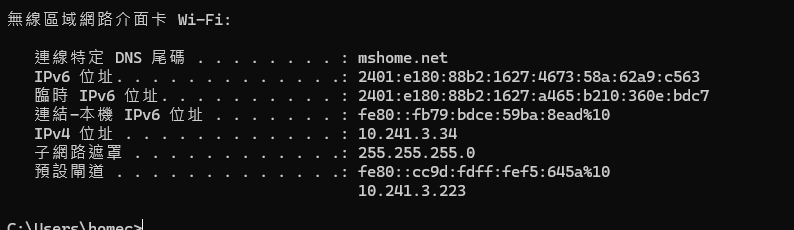 無線區域網路介面卡 Wi-Fi:
連線特定 DNS 尾碼 . . . . . . . . : mshome.net
IPv6 位址. . . . . . . . . . . . .: 2401:e180:88b2:1627:4673:58a:62a9:c563
臨時 IPv6 位址. . . . . . . . . . : 2401:e180:88b2:1627:a465:b210:360e:bdc7
連結-本機 IPv6 位址 . . . . . . . : fe80::fb79:bdce:59ba:8ead%10
IPv4 位址 . . . . . . . . . . . . : 10.241.3.34
子網路遮罩 . . . . . . . . . . . .: 255.255.255.0
預設閘道 . . . . . . . . . . . . .: fe80::cc9d:fdff:fef5:645a%10
10.241.3.223
C:\Users\homec>